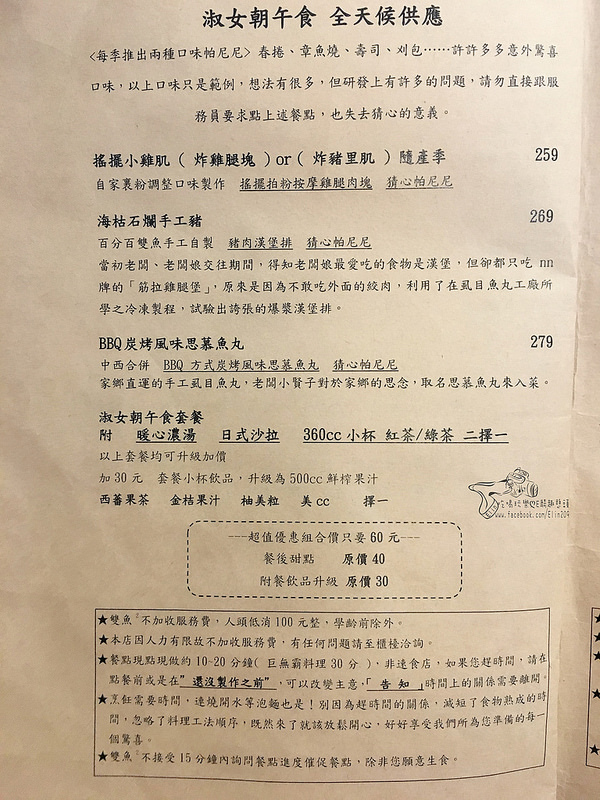 淑女朝午食 全天候供應
<每季推出兩種口味帕尼尼> 春捲、章魚燒、壽司、刈包……許許多多意外驚喜
口味，以上口味只是範例，想法有很多，但研發上有許多的問題，請勿直接跟服
務員要求點上述餐點，也失去猜心的意義。
搖擺小雞肌 ( 炸雞腿塊 )or( 炸豬里肌 ) 隨產季 259
自家裹粉調整口味製作 搖擺拍粉按摩雞腿肉塊 猜心帕尼尼
海枯石爛手工豬 269
百分百雙魚手工自製 豬肉漢堡排 猜心帕尼尼
當初老闆、老闆娘交往期間，得知老闆娘最愛吃的食物是漢堡，但卻都只吃 nn
牌的「筋拉雞腿堡」，原來是因為不敢吃外面的絞肉，利用了在虱目魚丸工廠所
學之冷凍製程，試驗出誇張的爆漿漢堡排。
BBQ炭烤風味思慕魚丸 279
中西合併 BBQ 方式炭烤風味思慕魚丸 猜心帕尼尼
家鄉直運的手工虱目魚丸，老闆小賢子對於家鄉的思念，取名思慕魚丸來入菜。
淑女朝午食套餐
附 暖心濃湯 日式沙拉 360cc 小杯 紅茶/綠茶 二擇一
以上套餐均可升級加價
加 30 元 套餐小杯飲品，升級為 500cc 鮮榨果汁
西蕃果茶 金桔果汁 柚美粒 美 cc 擇一
www.facebook.com/Elin204
---超值優惠組合價只要 60 元---
餐後甜點 原價 40
附餐飲品升級 原價 30
★雙魚²不加收服務費，人頭低消 100 元整，學齡前除外。
★本店因人力有限故不加收服務費，有任何問題請至櫃檯洽詢。
★餐點現點現做約 10-20 分鐘( 巨無霸料理 30 分 )，非速食店，如果您趕時間，請在
點餐前或是在"還沒製作之前"，可以改變主意，「告 知」時間上的關係需要離開。
★烹飪需要時間，連燒開水等泡麵也是！別因為趕時間的關係，減短了食物熟成的時
間，忽略了料理工法順序，既然來了就該放鬆開心，好好享受我們所為您準備的每一
個驚喜。
★雙魚²不接受 15 分鐘內詢問餐點進度催促餐點，除非您願意生食。